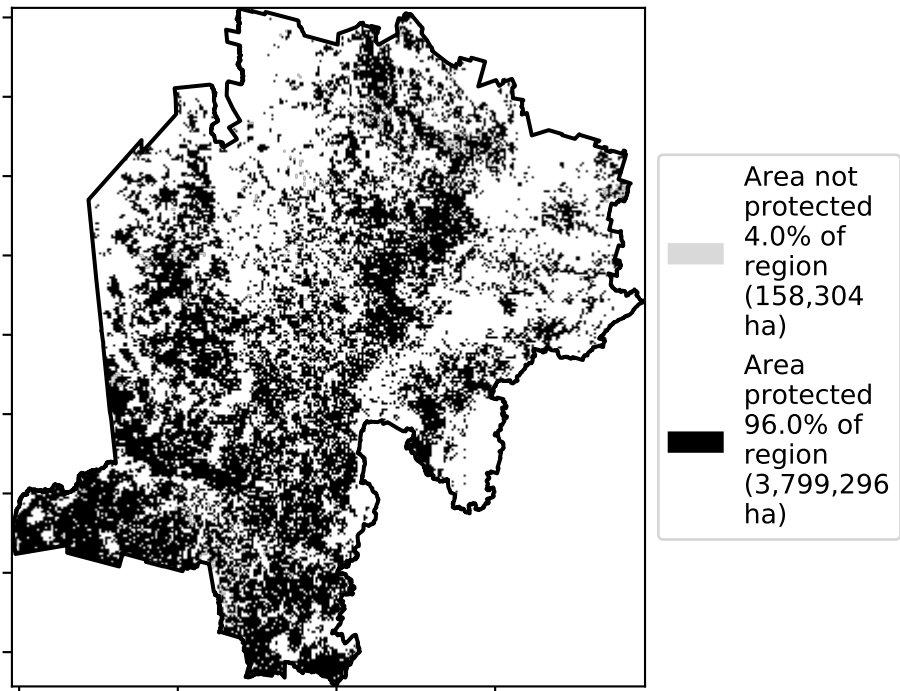 Area not
protected
4.0% of
region
(158,304
ha)
Area
protected
96.0% of
region
(3,799,296
ha)